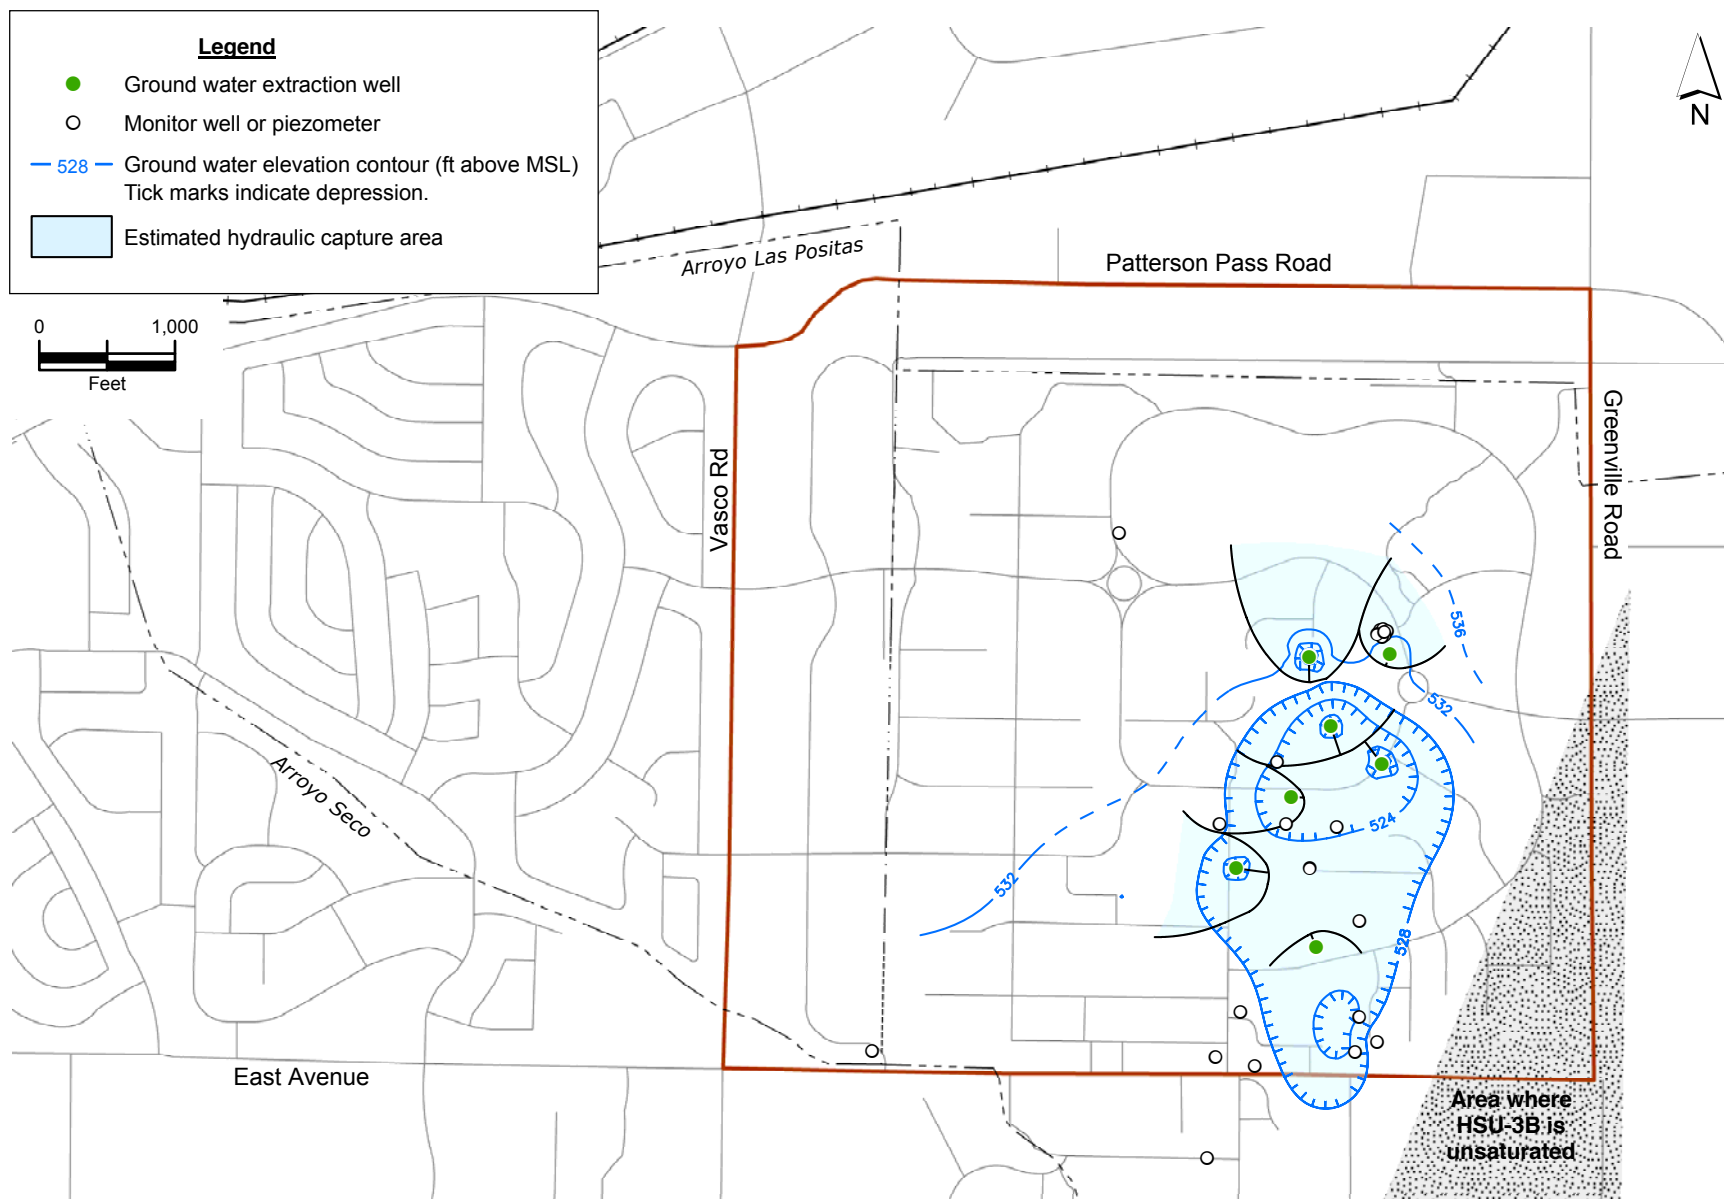 Legend
Ground water extraction well
Monitor well or piezometer
528
Ground water elevation contour (ft above MSL)
Tick marks indicate depression.
Estimated hydraulic capture area
0
1,000
Feet
N
Arroyo Las Positas
Patterson Pass Road
Greenville Road
Vasco Rd
536
532
524
532
528
Arroyo Seco
East Avenue
Area where
HSU-3B is
unsaturated